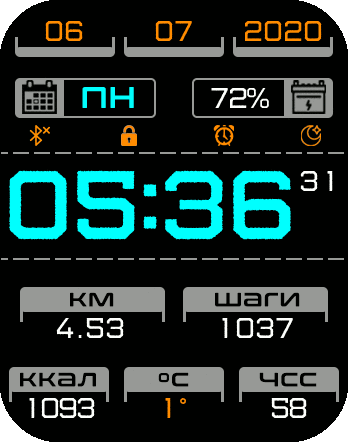 06 07 2020
ПН 72%
05:36 31
км шаги
4.53 1037
ккал °C ЧСС
1093 1° 58